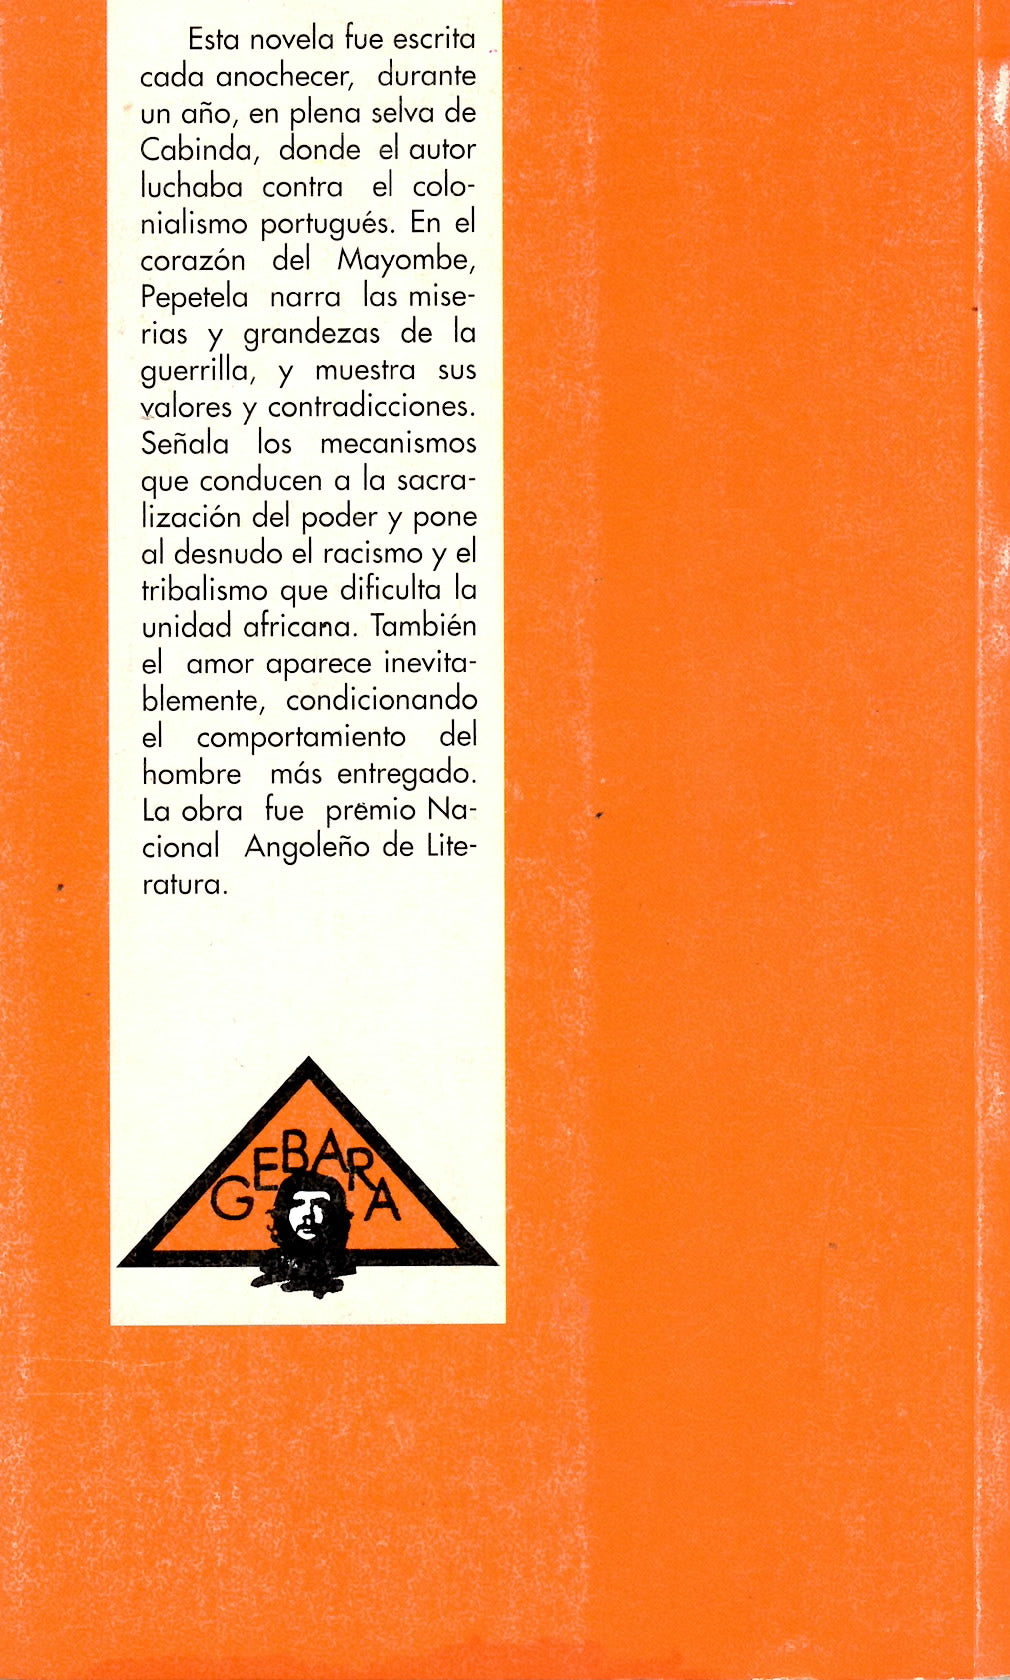 Esta novela fue escrita
cada anochecer, durante
un año, en plena selva de
Cabinda, donde el autor
luchaba contra el colo-
nialismo portugués. En el
corazón del Mayombe,
Pepetela narra las mise-
rias y grandezas de la
guerrilla, y muestra sus
valores y contradicciones.
Señala los mecanismos
que conducen a la sacra-
lización del poder y pone
al desnudo el racismo y el
tribalismo que dificulta la
unidad africana. También
el amor aparece inevita-
blemente, condicionando
el comportamiento del
hombre más entregado.
La obra fue premio Na-
cional Angoleño de Lite-
ratura.
GEBARA